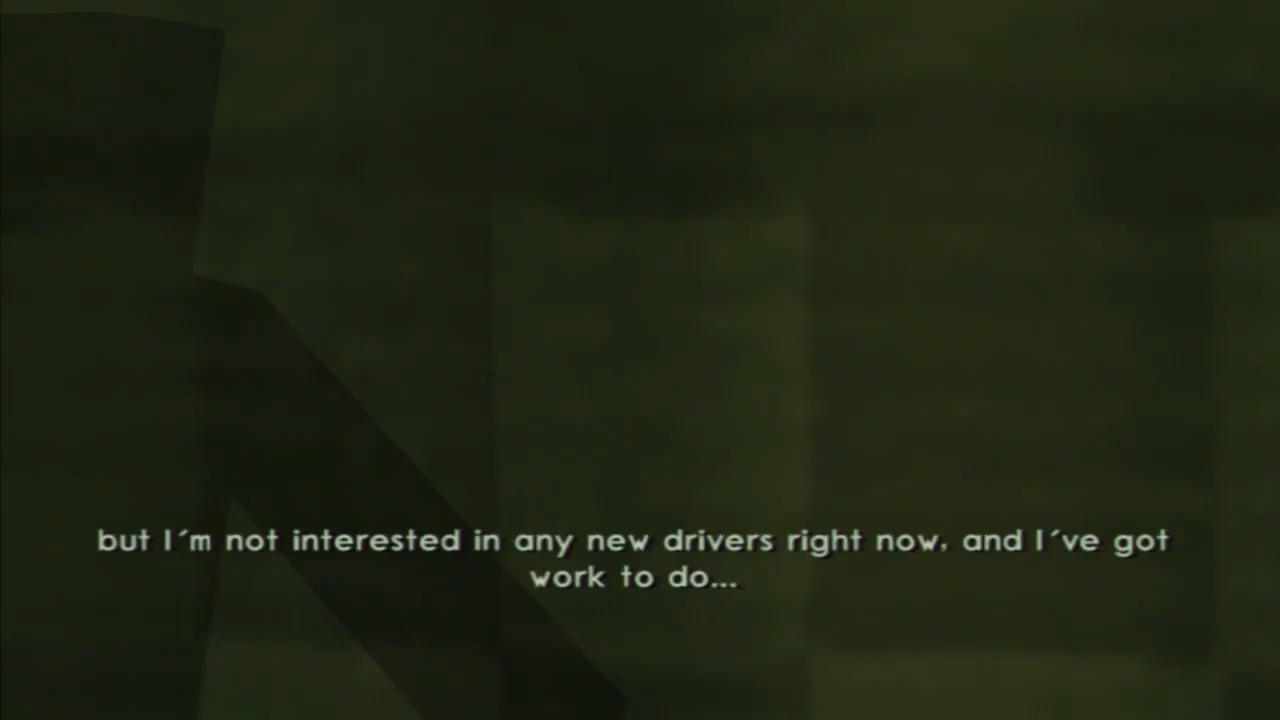 but I´m not interested in any new drivers right now, and I´ve got
work to do...